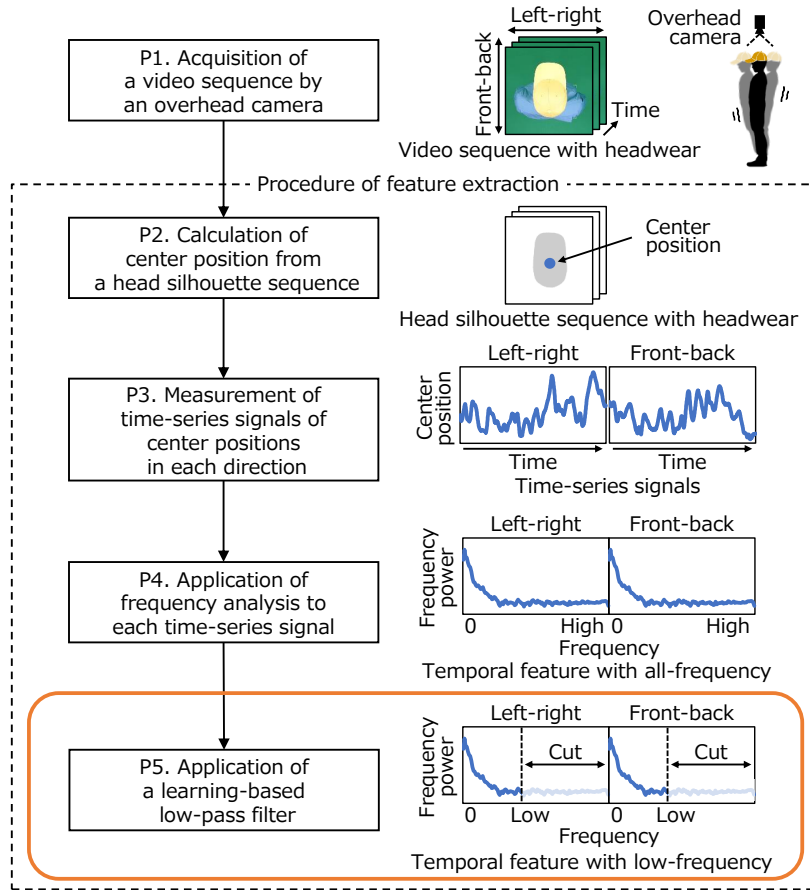 P1. Acquisition of
a video sequence by
an overhead camera
Left-right
Front-back
Time
Video sequence with headwear
Overhead
camera
Procedure of feature extraction
P2. Calculation of
center position from
a head silhouette sequence
Center
position
Head silhouette sequence with headwear
P3. Measurement of
time-series signals of
center positions
in each direction
Left-right
Front-back
Center
position
Time
Time
Time-series signals
P4. Application of
frequency analysis to
each time-series signal
Left-right
Front-back
Frequency
power
0
High
0
High
Frequency
Temporal feature with all-frequency
P5. Application of
a learning-based
low-pass filter
Left-right
Front-back
Frequency
power
Cut
Cut
0
Low
0
Low
Frequency
Temporal feature with low-frequency